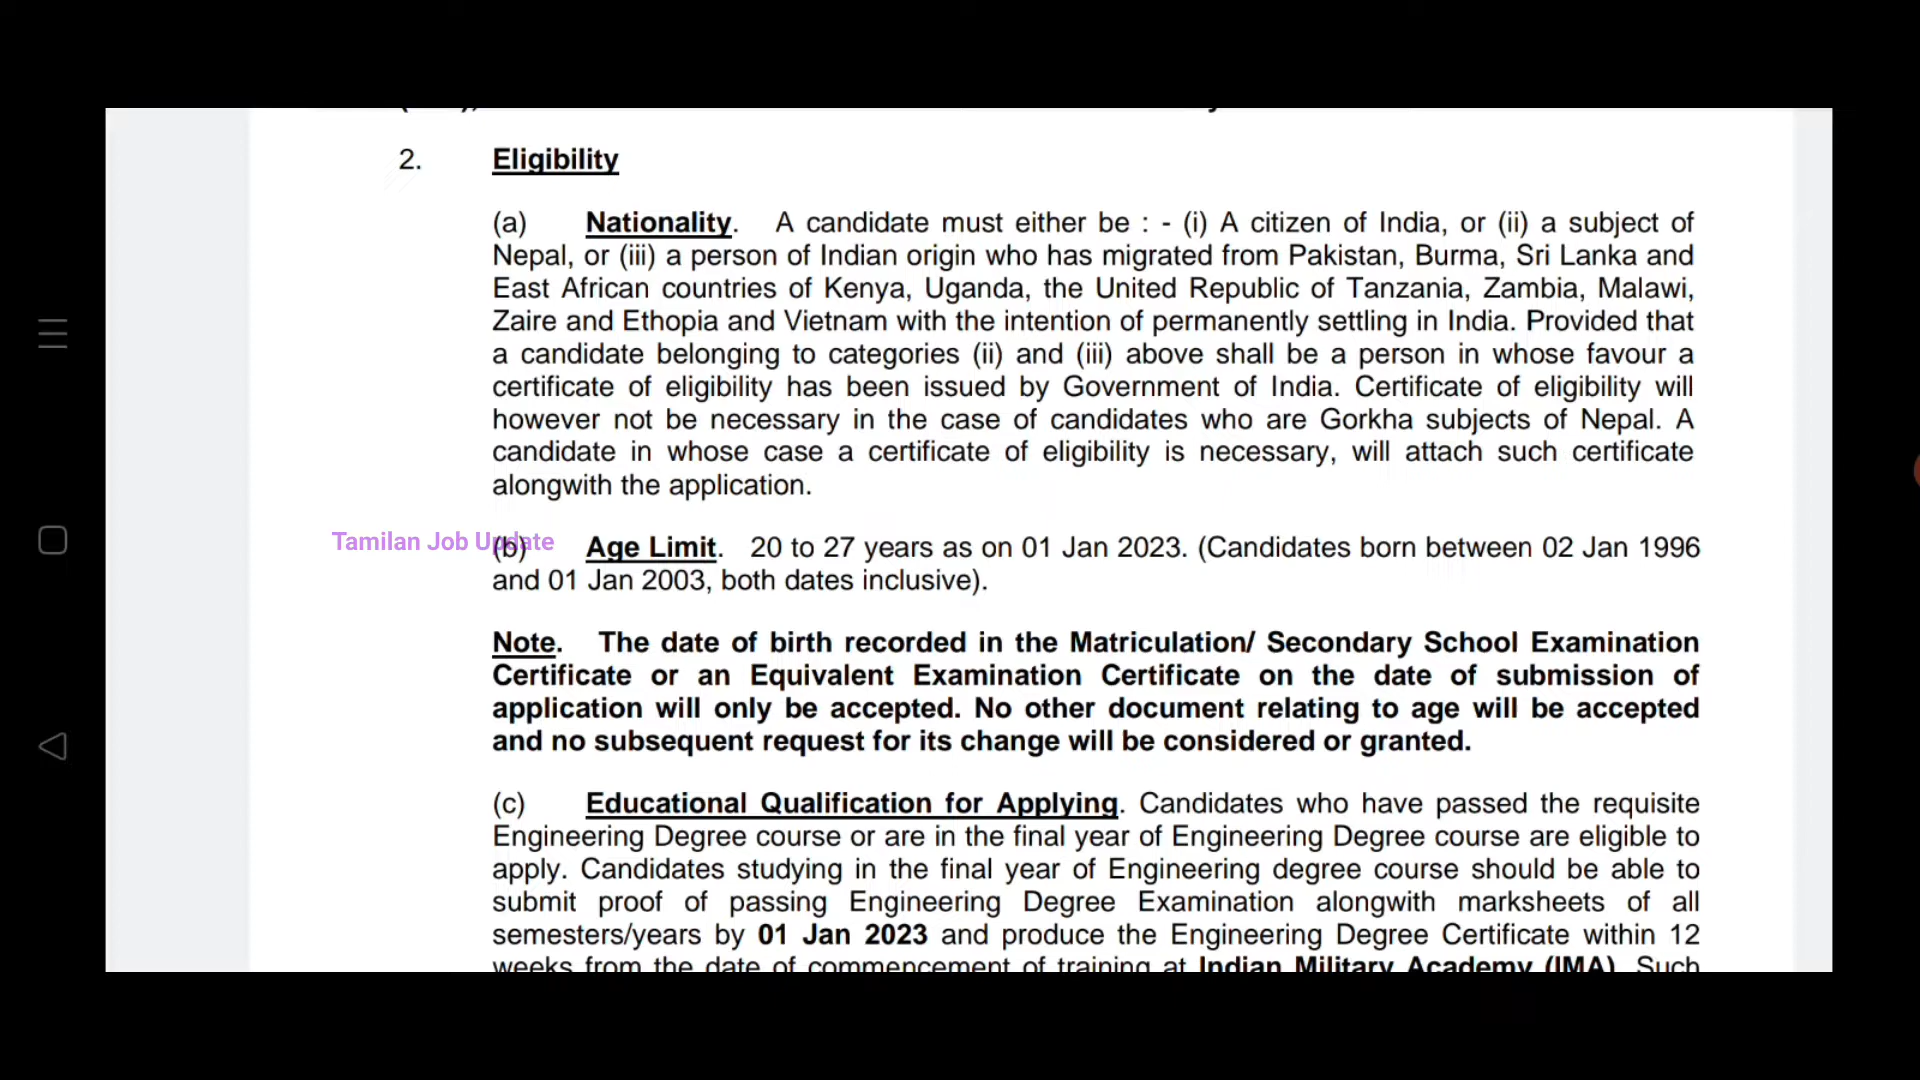 2. Eligibility
(a) Nationality. A candidate must either be : - (i) A citizen of India, or (ii) a subject of
Nepal, or (iii) a person of Indian origin who has migrated from Pakistan, Burma, Sri Lanka and
East African countries of Kenya, Uganda, the United Republic of Tanzania, Zambia, Malawi,
Zaire and Ethopia and Vietnam with the intention of permanently settling in India. Provided that
a candidate belonging to categories (ii) and (iii) above shall be a person in whose favour a
certificate of eligibility has been issued by Government of India. Certificate of eligibility will
however not be necessary in the case of candidates who are Gorkha subjects of Nepal. A
candidate in whose case a certificate of eligibility is necessary, will attach such certificate
alongwith the application.
Tamilan Job Update
(b) Age Limit. 20 to 27 years as on 01 Jan 2023. (Candidates born between 02 Jan 1996
and 01 Jan 2003, both dates inclusive).
Note. The date of birth recorded in the Matriculation/ Secondary School Examination
Certificate or an Equivalent Examination Certificate on the date of submission of
application will only be accepted. No other document relating to age will be accepted
and no subsequent request for its change will be considered or granted.
(c) Educational Qualification for Applying. Candidates who have passed the requisite
Engineering Degree course or are in the final year of Engineering Degree course are eligible to
apply. Candidates studying in the final year of Engineering degree course should be able to
submit proof of passing Engineering Degree Examination alongwith marksheets of all
semesters/years by 01 Jan 2023 and produce the Engineering Degree Certificate within 12
weeks from the date of commencement of training at Indian Military Academy (IMA). Such